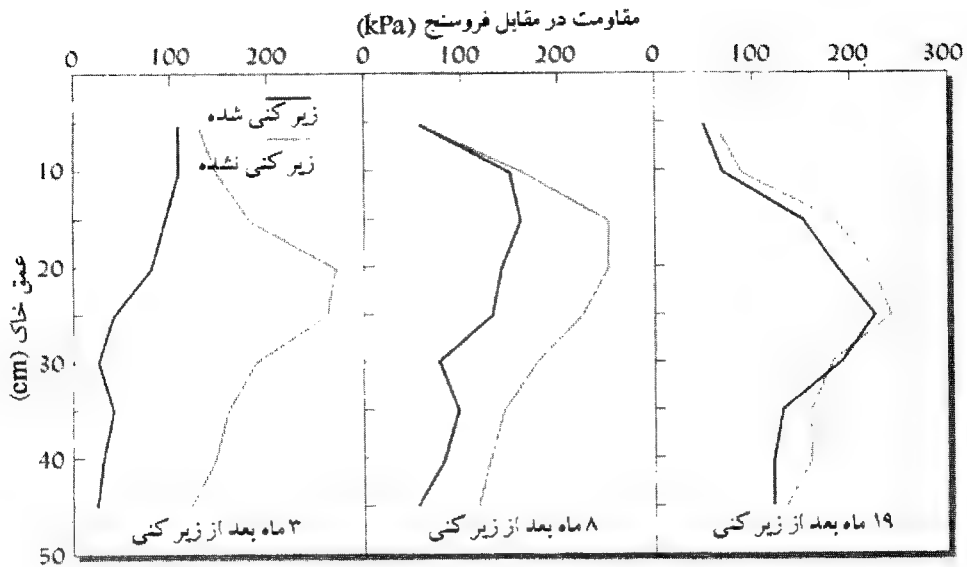 مقاومت در مقابل فروسنج (kPa)
0 100 200 0 100 200 0 100 200 300
زیر کنی شده
زیر کنی نشده
عمق خاک (cm)
10
20
30
40
50
۳ ماه بعد از زیر کنی
۸ ماه بعد از زیر کنی
۱۹ ماه بعد از زیر کنی